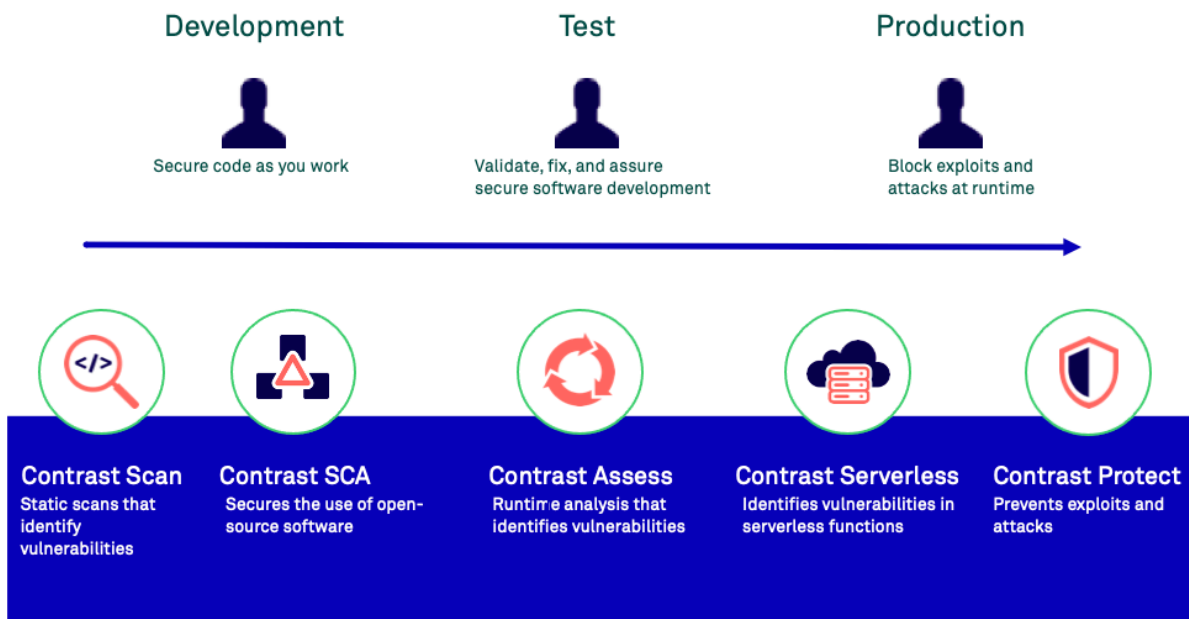 Development
Test
Production
Secure code as you work
Validate, fix, and assure
secure software development
Block exploits and
attacks at runtime
</>
Contrast Scan
Static scans that
identify
vulnerabilities
Contrast SCA
Secures the use of open-
source software
Contrast Assess
Runtime analysis that
identifies vulnerabilities
Contrast Serverless
Identifies vulnerabilities in
serverless functions
Contrast Protect
Prevents exploits and
attacks